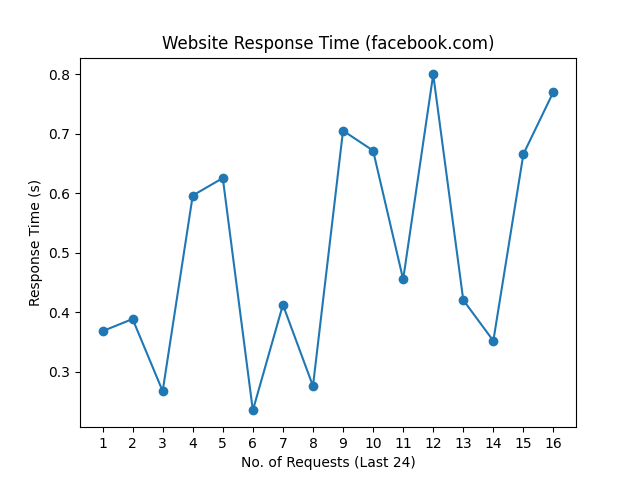 Website Response Time (facebook.com)
0.8
0.7
0.6
0.5
0.4
0.3
Response Time (s)
1 2 3 4 5 6 7 8 9 10 11 12 13 14 15 16
No. of Requests (Last 24)